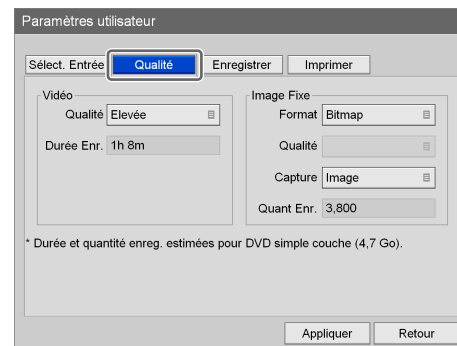 Paramètres utilisateur
Sélect. Entrée Qualité Enregistrer Imprimer
Vidéo
Qualité Elevée
Durée Enr. 1h 8m
Image Fixe
Format Bitmap
Qualité
Capture Image
Quant Enr. 3,800
* Durée et quantité enreg. estimées pour DVD simple couche (4,7 Go).
Appliquer Retour